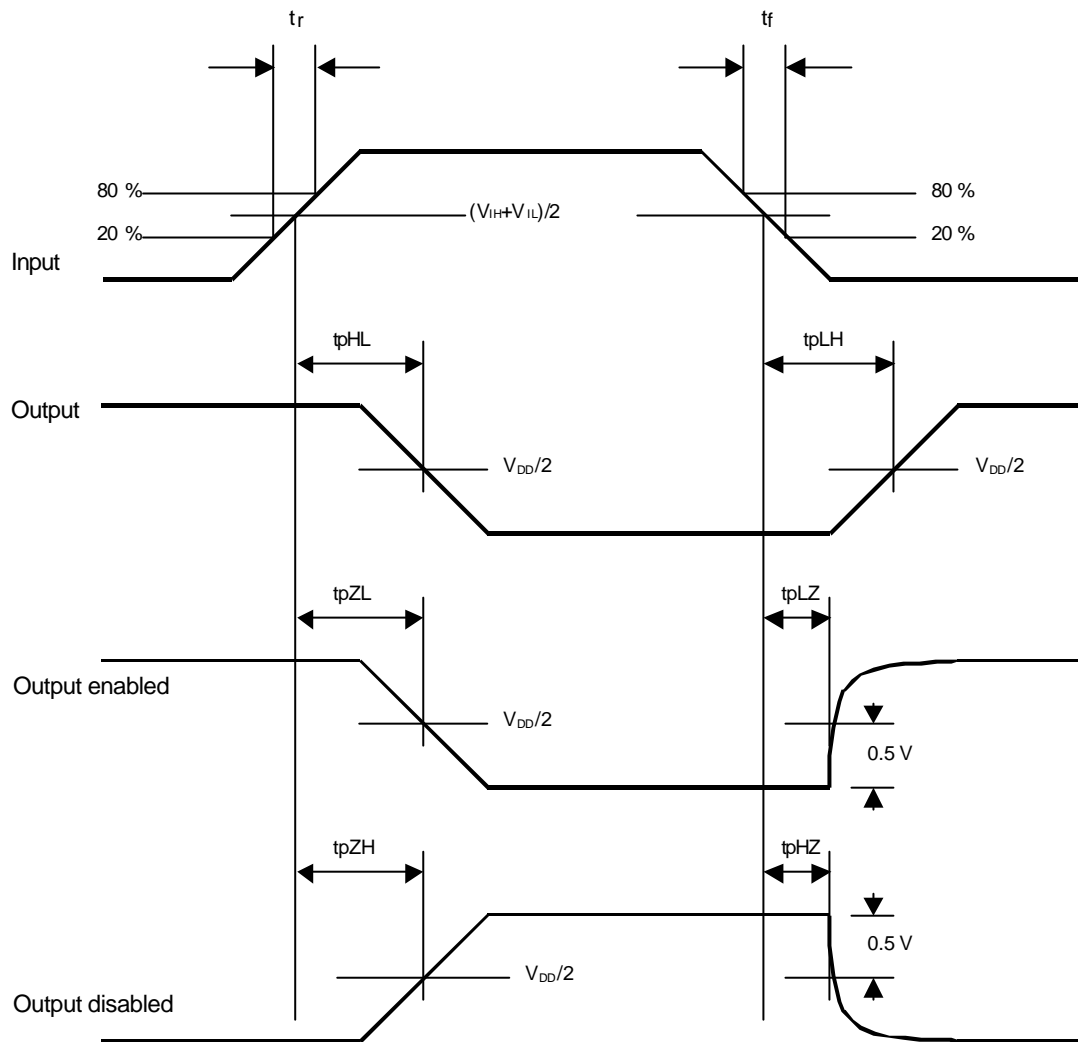 tr tf
80 % (VIH+VIL)/2 80 %
20 % 20 %
Input
tpHL tpLH
Output
VDD/2 VDD/2
tpZL tpLZ
Output enabled
VDD/2
0.5 V
tpZH tpHZ
0.5 V
VDD/2
Output disabled